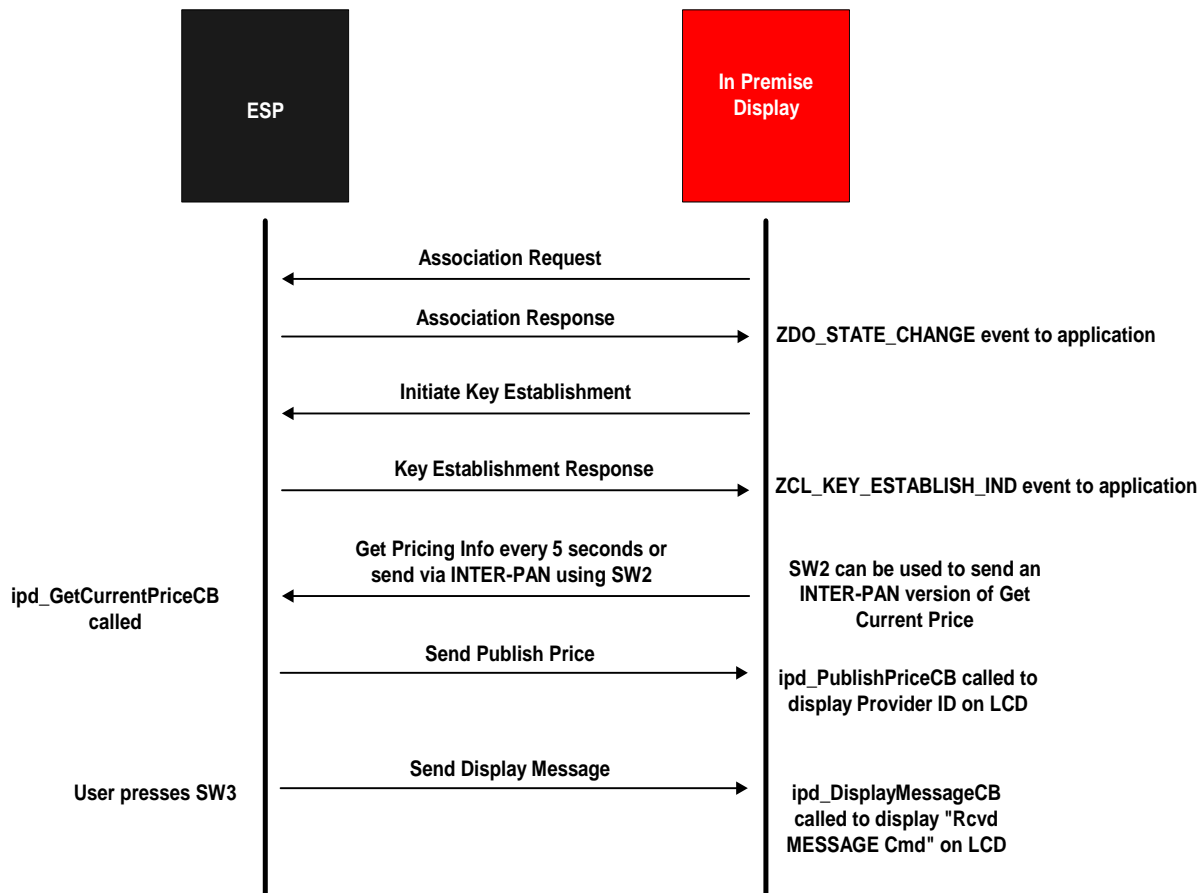 ESP
In Premise
Display
Association Request
Association Response
ZDO_STATE_CHANGE event to application
Initiate Key Establishment
Key Establishment Response
ZCL_KEY_ESTABLISH_IND event to application
Get Pricing Info every 5 seconds or
send via INTER-PAN using SW2
ipd_GetCurrentPriceCB
called
SW2 can be used to send an
INTER-PAN version of Get
Current Price
Send Publish Price
ipd_PublishPriceCB called to
display Provider ID on LCD
User presses SW3
Send Display Message
ipd_DisplayMessageCB
called to display "Rcvd
MESSAGE Cmd" on LCD